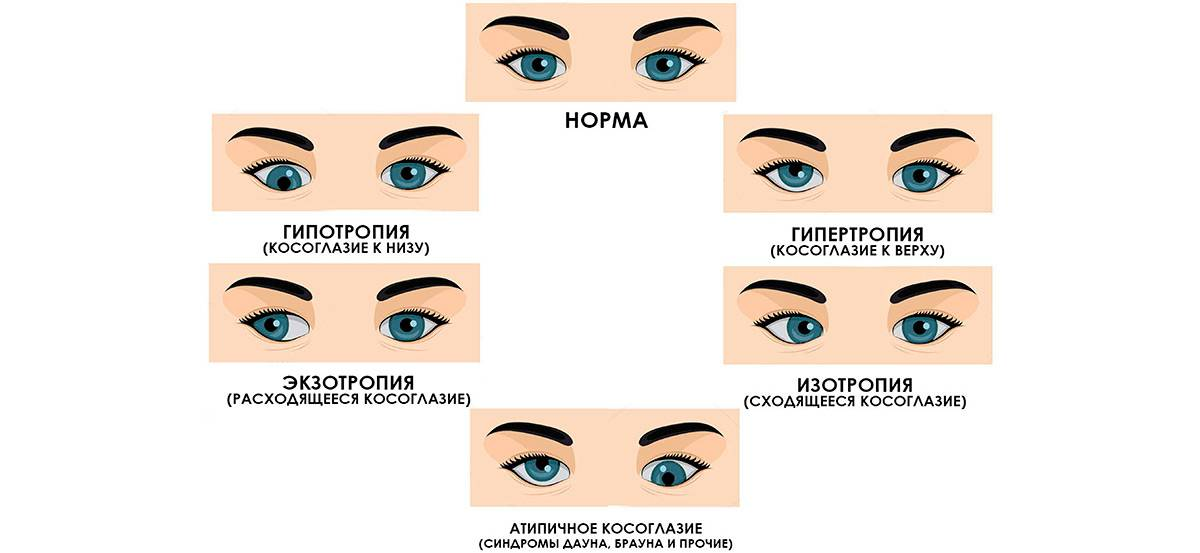 НОРМА
ГИПОТРОПИЯ
(КОСОГЛАЗИЕ К НИЗУ)
ГИПЕРТРОПИЯ
(КОСОГЛАЗИЕ К ВЕРХУ)
ЭКЗОТРОПИЯ
(РАСХОДЯЩЕЕСЯ КОСОГЛАЗИЕ)
ИЗОТРОПИЯ
(СХОДЯЩЕЕСЯ КОСОГЛАЗИЕ)
АТИПИЧНОЕ КОСОГЛАЗИЕ
(СИНДРОМЫ ДАУНА, БРАУНА И ПРОЧИЕ)